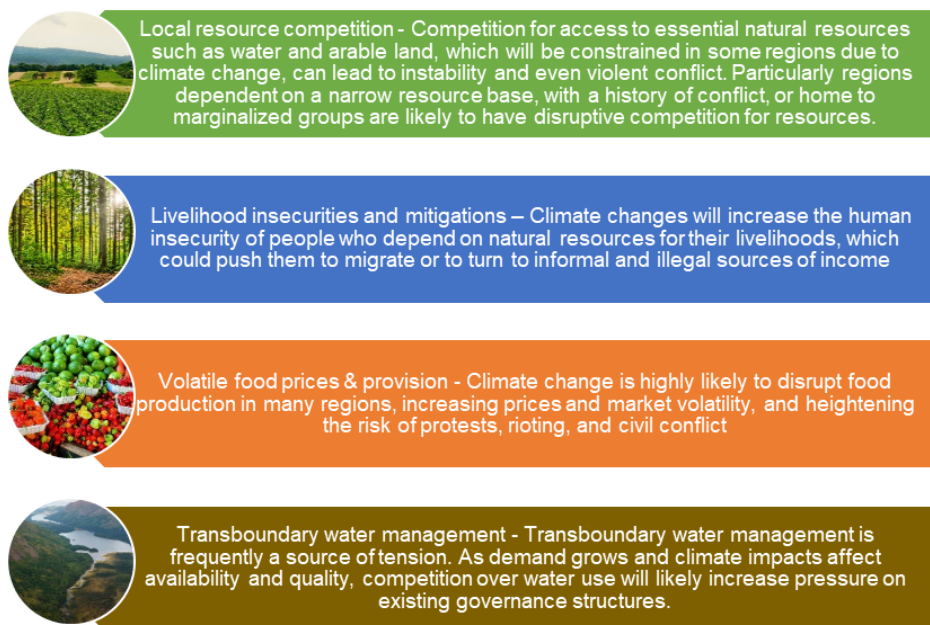 Local resource competition - Competition for access to essential natural resources
such as water and arable land, which will be constrained in some regions due to
climate change, can lead to instability and even violent conflict. Particularly regions
dependent on a narrow resource base, with a history of conflict, or home to
marginalized groups are likely to have disruptive competition for resources.
Livelihood insecurities and mitigations – Climate changes will increase the human
insecurity of people who depend on natural resources for their livelihoods, which
could push them to migrate or to turn to informal and illegal sources of income
Volatile food prices & provision - Climate change is highly likely to disrupt food
production in many regions, increasing prices and market volatility, and heightening
the risk of protests, rioting, and civil conflict
Transboundary water management - Transboundary water management is
frequently a source of tension. As demand grows and climate impacts affect
availability and quality, competition over water use will likely increase pressure on
existing governance structures.